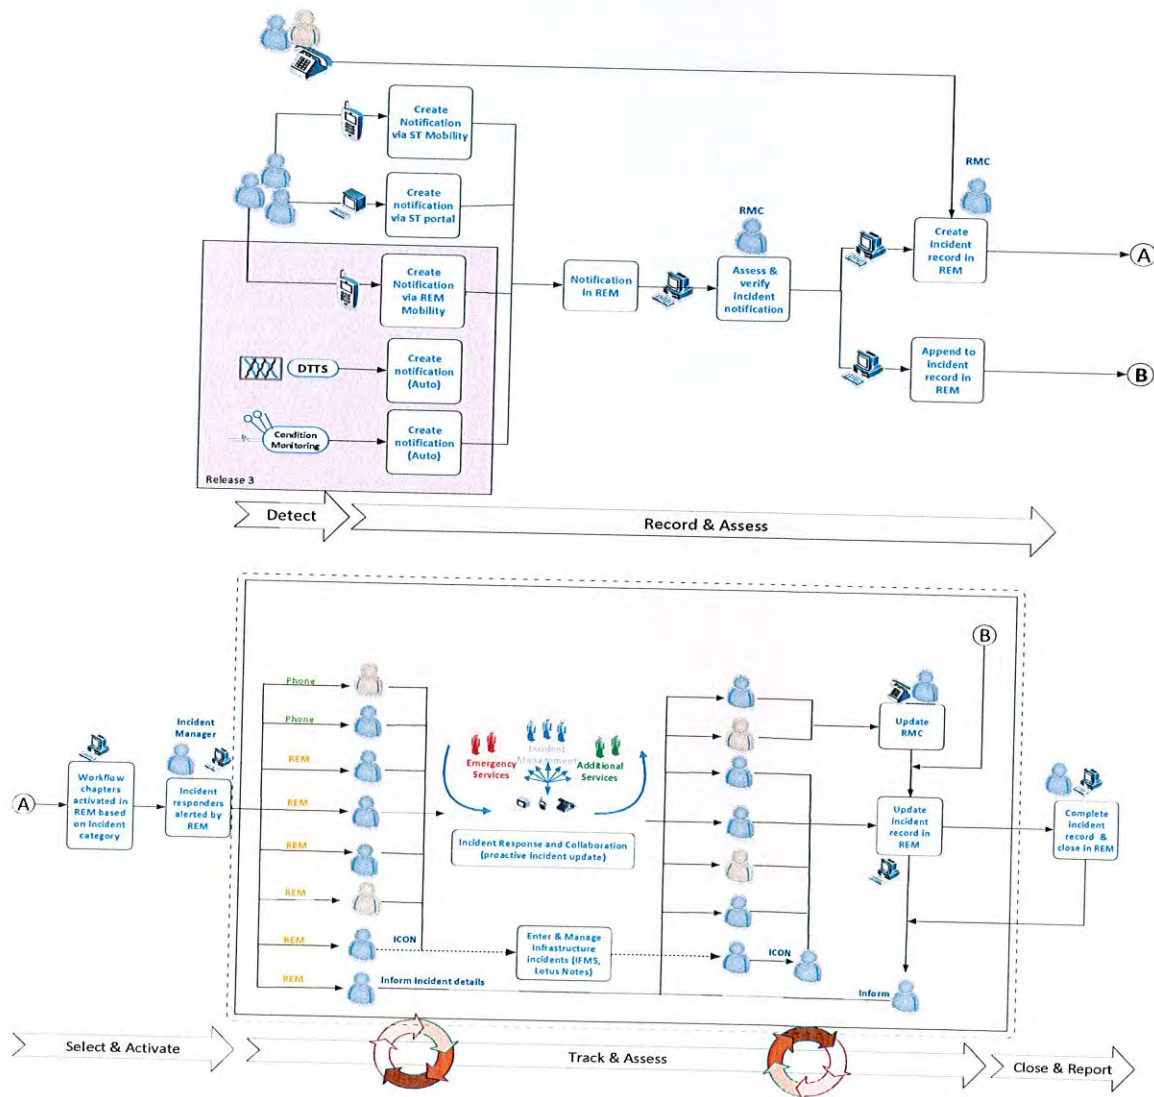 Create
Notification
via ST Mobility
RMC
Create
notification
via ST portal
RMC
Create
incident
record in
REM
A
Create
Notification
via REM
Mobility
Notification
in REM
Assess &
verify
incident
notification
DTTS
Create
notification
(Auto)
Append to
incident
record in
REM
B
Condition
Monitoring
Create
notification
(Auto)
Release 3
Detect
Record & Assess
B
Phone
Incident
Manager
Phone
Update
RMC
Emergency
Services
Incident
Management
Additional
Services
REM
A
Workflow
chapters
activated in
REM based
on incident
category
Incident
responders
alerted by
REM
REM
Incident Response and Collaboration
(proactive incident update)
Update
incident
record in
REM
Complete
incident
record &
close in REM
REM
REM
REM
ICON
Enter & Manage
Infrastructure
incidents (IFMS,
Lotus Notes)
ICON
REM
Inform Incident details
Inform
Select & Activate
Track & Assess
Close & Report